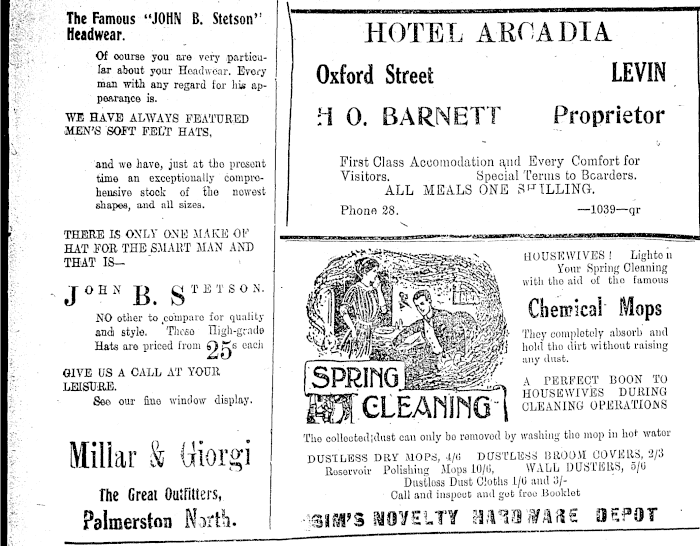 The Famous "JOHN B. Stetson"
Headwear.
Of course you are very particu-
lar about your Headwear. Every
man with any regard for his ap-
pearance is.
WE HAVE ALWAYS FEATURED
MEN'S SOFT FELT HATS,
and we have, just at the present
time an exceptionally compre-
hensive stock of the newest
shapes, and all sizes.
THERE IS ONLY ONE MAKE OF
HAT FOR THE SMART MAN AND
THAT IS—
JOHN B. STETSON.
NO other to compare for quality
and style. These High-grade
Hats are priced from 25s each
GIVE US A CALL AT YOUR
LEISURE.
See our fine window display.
Millar & Giorgi
The Great Outfitters,
Palmerston North.
HOTEL ARCADIA
Oxford Street LEVIN
H O. BARNETT Proprietor
First Class Accomodation and Every Comfort for
Visitors. Special Terms to Boarders.
ALL MEALS ONE SHILLING.
Phone 28. —1039—qr
SPRING
CLEANING
HOUSEWIVES! Lighten
Your Spring Cleaning
with the aid of the famous
Chemical Mops
They completely absorb and
hold the dirt without raising
any dust.
A PERFECT BOON TO
HOUSEWIVES DURING
CLEANING OPERATIONS
The collected dust can only be removed by washing the mop in hot water
DUSTLESS DRY MOPS, 4/6 DUSTLESS BROOM COVERS, 2/3
Reservoir Polishing Mops 10/6, WALL DUSTERS, 5/6
Dustless Dust Cloths 1/6 and 3/-
Call and inspect and get free Booklet
SIM'S NOVELTY HARDWARE DEPOT